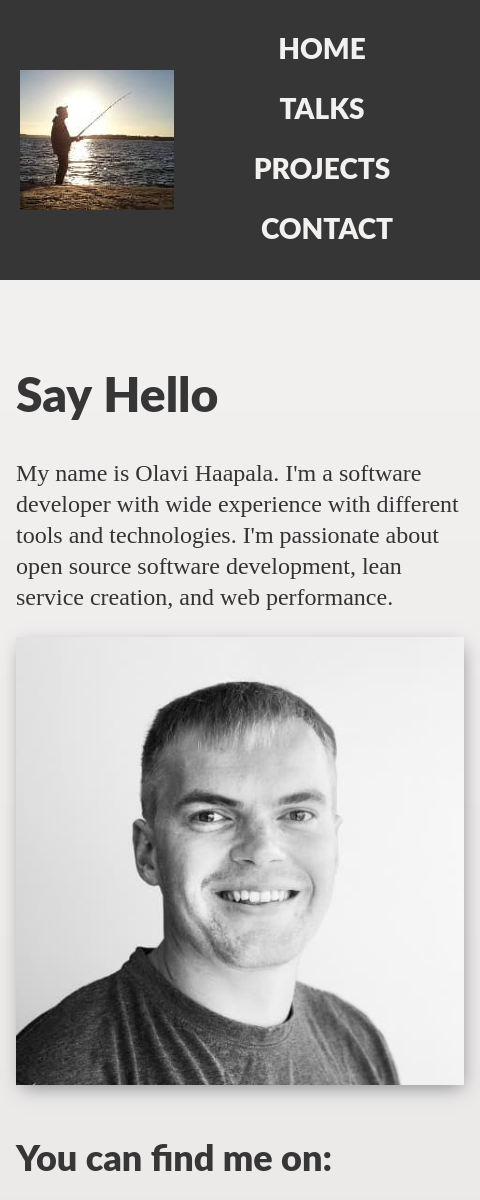 HOME
TALKS
PROJECTS
CONTACT
Say Hello
My name is Olavi Haapala. I'm a software
developer with wide experience with different
tools and technologies. I'm passionate about
open source software development, lean
service creation, and web performance.
You can find me on: